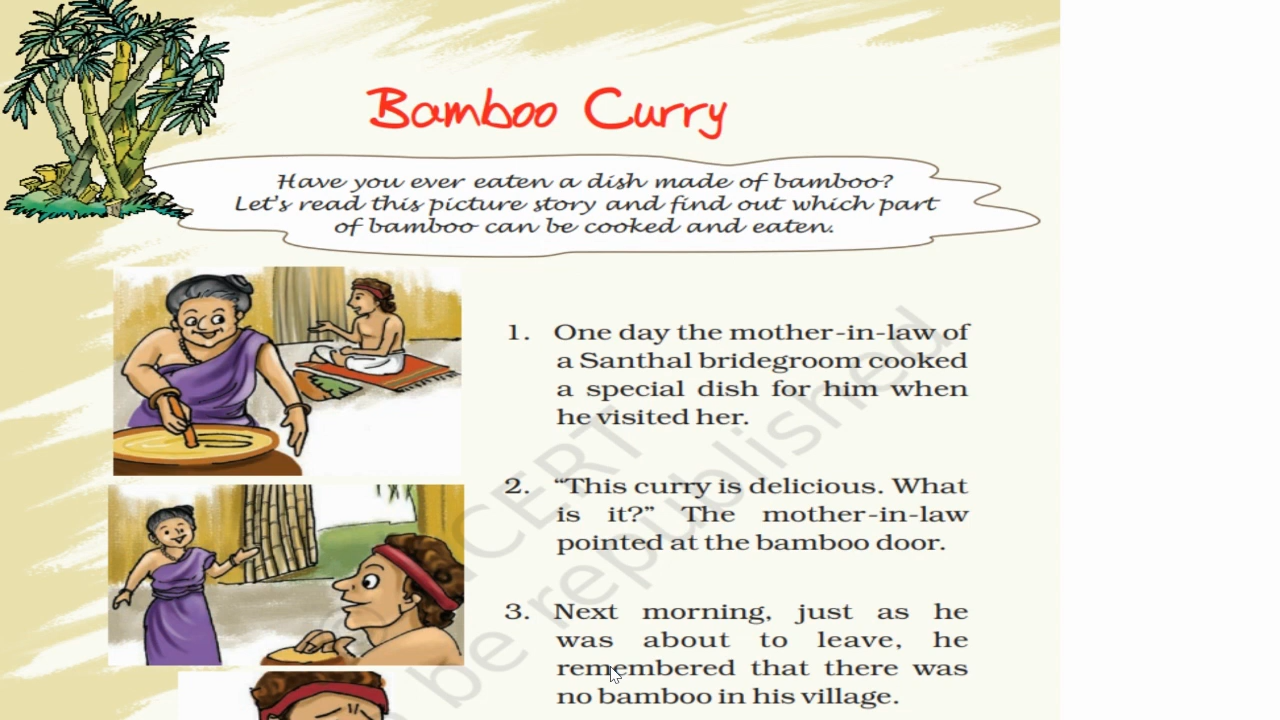 Bamboo Curry
Have you ever eaten a dish made of bamboo?
Let's read this picture story and find out which part
of bamboo can be cooked and eaten.
1. One day the mother-in-law of
a Santhal bridegroom cooked
a special dish for him when
he visited her.
2. “This curry is delicious. What
is it?” The mother-in-law
pointed at the bamboo door.
3. Next morning, just as he
was about to leave, he
remembered that there was
no bamboo in his village.
NCERT
be republished